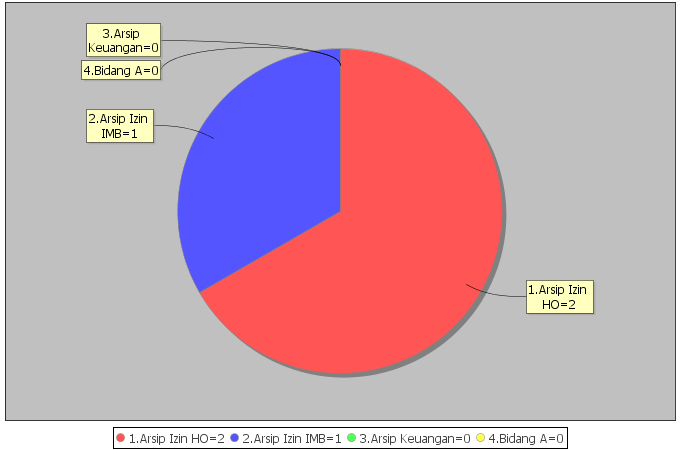 3.Arsip
Keuangan=0
4.Bidang A=0
2.Arsip Izin
IMB=1
1.Arsip Izin
HO=2
1.Arsip Izin HO=2 2.Arsip Izin IMB=1 3.Arsip Keuangan=0 4.Bidang A=0